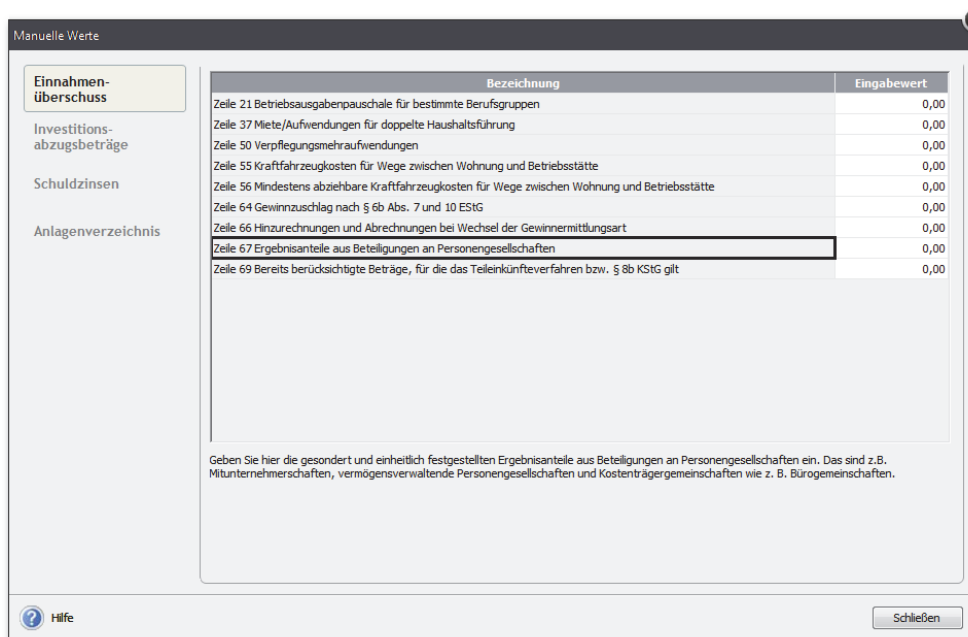 Manuelle Werte
Einnahmen-
überschuss
Investitions-
abzugsbeträge
Schuldzinsen
Anlagenverzeichnis
Bezeichnung Eingabewert
Zeile 21 Betriebsausgabenpauschale für bestimmte Berufsgruppen 0,00
Zeile 37 Miete/Aufwendungen für doppelte Haushaltsführung 0,00
Zeile 50 Verpflegungsmehraufwendungen 0,00
Zeile 55 Kraftfahrzeugkosten für Wege zwischen Wohnung und Betriebsstätte 0,00
Zeile 56 Mindestens abziehbare Kraftfahrzeugkosten für Wege zwischen Wohnung und Betriebsstätte 0,00
Zeile 64 Gewinnzuschlag nach § 6b Abs. 7 und 10 EStG 0,00
Zeile 66 Hinzurechnungen und Abrechnungen bei Wechsel der Gewinnermittlungsart 0,00
Zeile 67 Ergebnisanteile aus Beteiligungen an Personengesellschaften 0,00
Zeile 69 Bereits berücksichtigte Beträge, für die das Teileinkünfteverfahren bzw. § 8b KStG gilt 0,00
Geben Sie hier die gesondert und einheitlich festgestellten Ergebnisanteile aus Beteiligungen an Personengesellschaften ein. Das sind z.B.
Mitunternehmerschaften, vermögensverwaltende Personengesellschaften und Kostenträgergemeinschaften wie z. B. Bürogemeinschaften.
Hilfe
Schließen